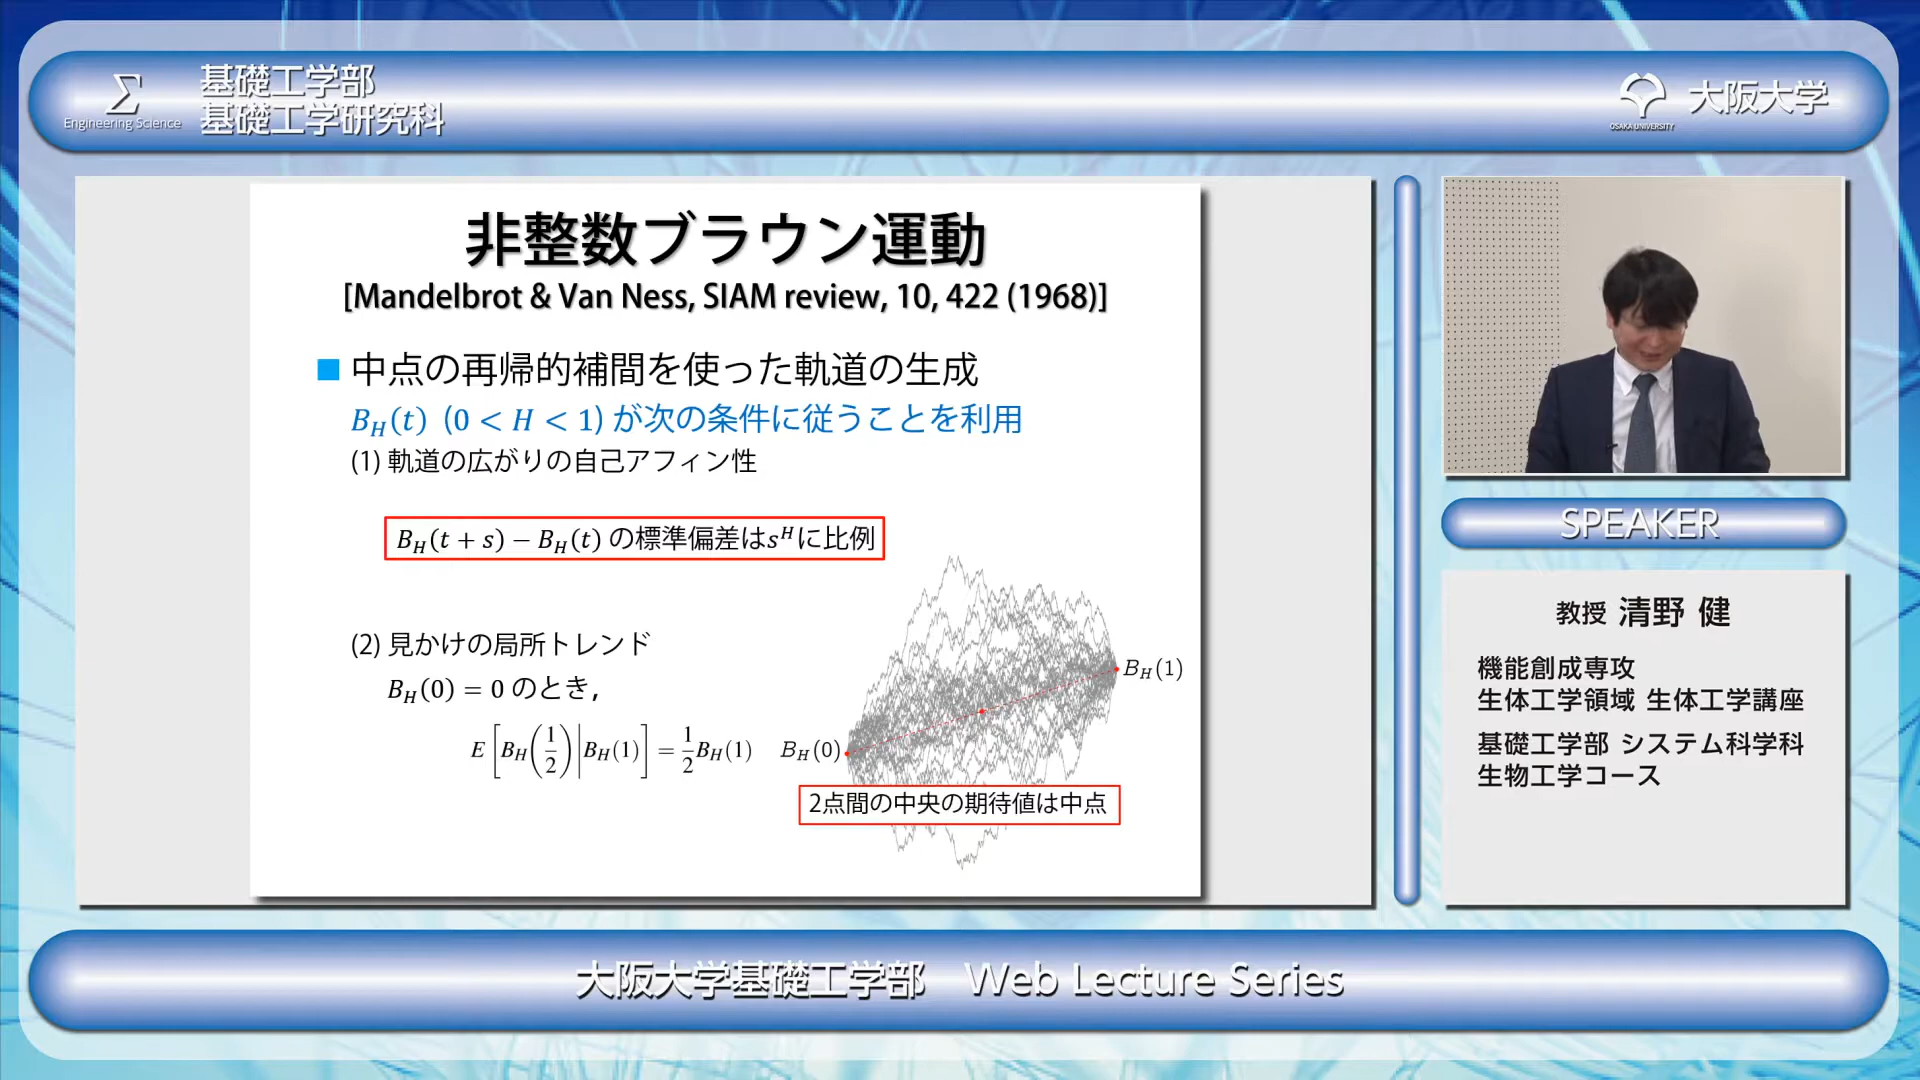 Σ
Engineering Science
基礎工学部
基礎工学研究科
OSAKA UNIVERSITY
大阪大学
非整数ブラウン運動
[Mandelbrot & Van Ness, SIAM review, 10, 422 (1968)]
■ 中点の再帰的補間を使った軌道の生成
B_H(t) (0 < H < 1) が次の条件に従うことを利用
(1) 軌道の広がりの自己アフィン性
B_H(t + s) − B_H(t) の標準偏差はs^Hに比例
(2) 見かけの局所トレンド
B_H(0) = 0 のとき,
E[B_H(1/2)|B_H(1)] = 1/2 B_H(1)
B_H(0)
B_H(1)
2点間の中央の期待値は中点
SPEAKER
教授 清野 健
機能創成専攻
生体工学領域 生体工学講座
基礎工学部 システム科学科
生物工学コース
大阪大学基礎工学部 Web Lecture Series